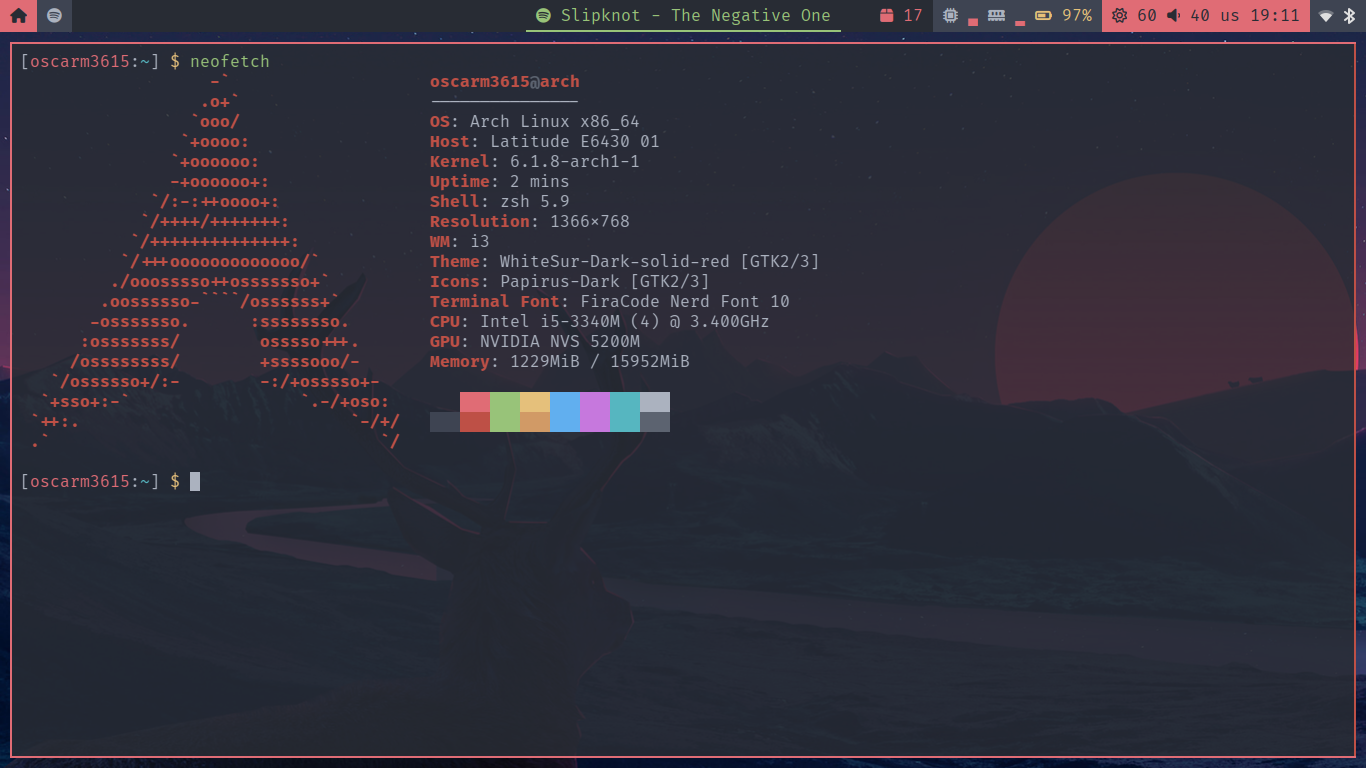 Slipknot - The Negative One 17 97% 60 40 us 19:11
[oscarm3615:~] $ neofetch
-`
.o+`
`ooo/
`+oooo:
`+oooooo:
-+oooooo+:
`/:-:++oooo+:
`/++++/+++++++:
`/++++++++++++++:
`/+++ooooooooooooo/`
./ooosssso++osssssso+`
.oossssso-````/ossssss+`
-osssssso. :ssssssso.
:osssssss/ osssso+++.
/ossssssss/ +ssssooo/-
`/ossssso+/:- -:/+osssso+-
`+sso+:-` `.-/+oso:
`++:. `-/+/
.` `/
oscarm3615@arch
---------------
OS: Arch Linux x86_64
Host: Latitude E6430 01
Kernel: 6.1.8-arch1-1
Uptime: 2 mins
Shell: zsh 5.9
Resolution: 1366x768
WM: i3
Theme: WhiteSur-Dark-solid-red [GTK2/3]
Icons: Papirus-Dark [GTK2/3]
Terminal Font: FiraCode Nerd Font 10
CPU: Intel i5-3340M (4) @ 3.400GHz
GPU: NVIDIA NVS 5200M
Memory: 1229MiB / 15952MiB
[oscarm3615:~] $